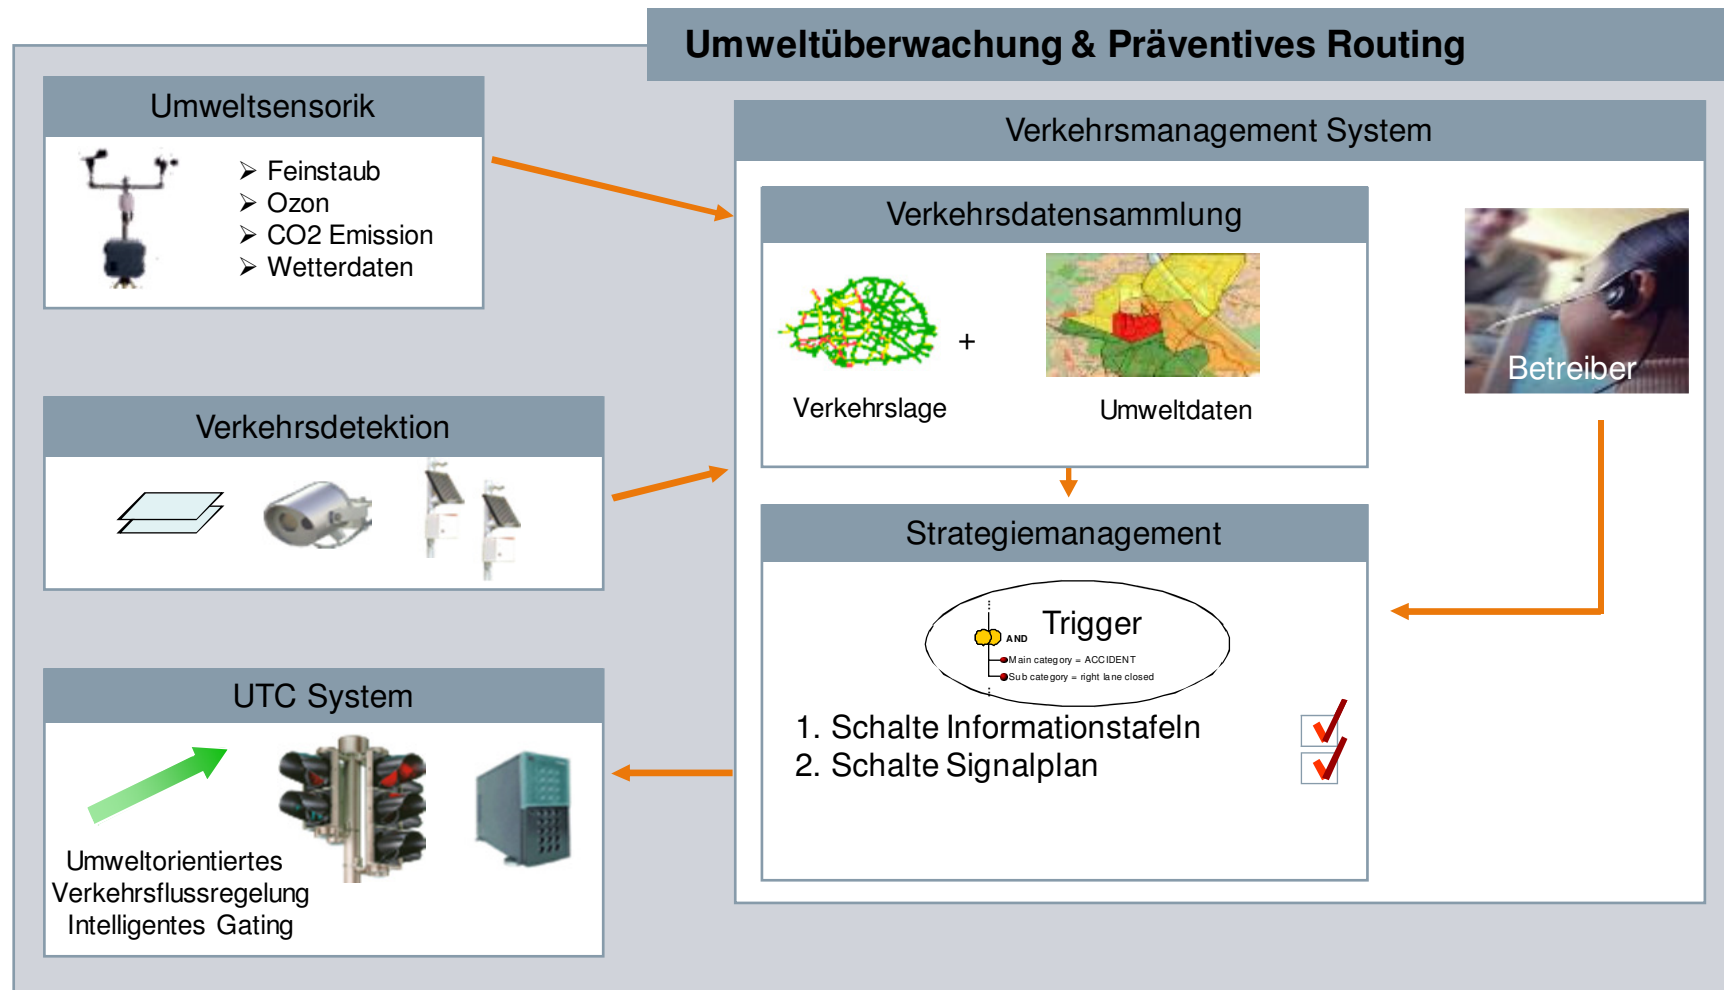 Umweltüberwachung & Präventives Routing
Umweltsensorik
➢ Feinstaub
➢ Ozon
➢ CO2 Emission
➢ Wetterdaten
Verkehrsdetektion
UTC System
Umweltorientiertes
Verkehrsflussregelung
Intelligentes Gating
Verkehrsmanagement System
Verkehrsdatensammlung
+
Verkehrslage
Umweltdaten
Betreiber
Strategiemanagement
Trigger
AND
Main category = ACCIDENT
Sub category = right lane closed
1. Schalte Informationstafeln
2. Schalte Signalplan